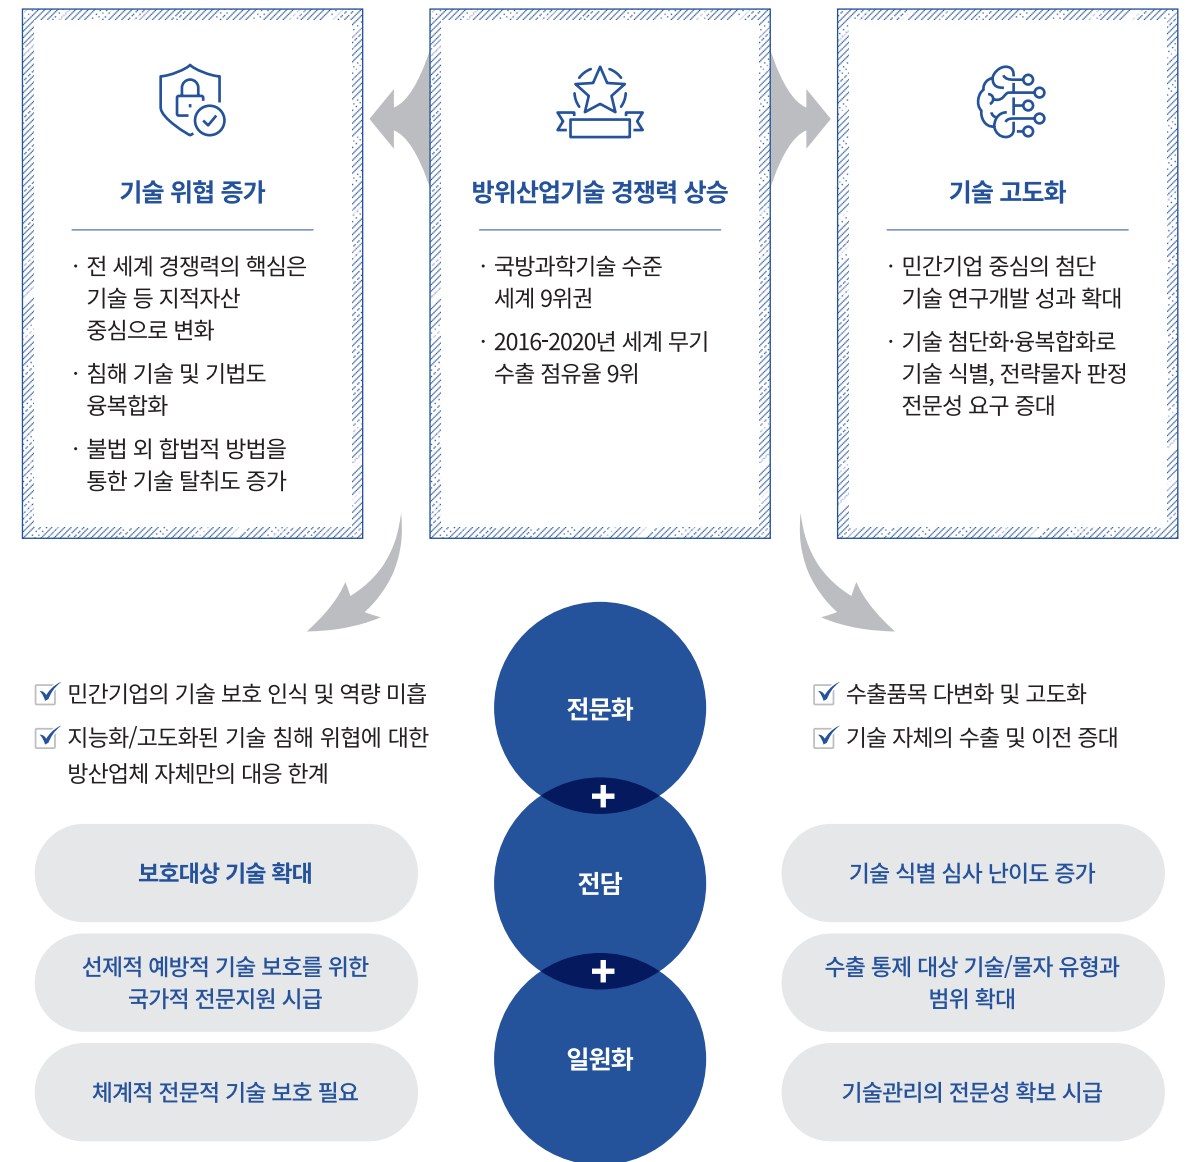 기술 위협 증가
· 전 세계 경쟁력의 핵심은
기술 등 지적자산
중심으로 변화
· 침해 기술 및 기법도
융복합화
· 불법 외 합법적 방법을
통한 기술 탈취도 증가
방위산업기술 경쟁력 상승
· 국방과학기술 수준
세계 9위권
· 2016-2020년 세계 무기
수출 점유율 9위
기술 고도화
· 민간기업 중심의 첨단
기술 연구개발 성과 확대
· 기술 첨단화·융복합화로
기술 식별, 전략물자 판정
전문성 요구 증대
민간기업의 기술 보호 인식 및 역량 미흡
지능화/고도화된 기술 침해 위협에 대한
방산업체 자체만의 대응 한계
보호대상 기술 확대
선제적 예방적 기술 보호를 위한
국가적 전문지원 시급
체계적 전문적 기술 보호 필요
전문화
+
전담
+
일원화
수출품목 다변화 및 고도화
기술 자체의 수출 및 이전 증대
기술 식별 심사 난이도 증가
수출 통제 대상 기술/물자 유형과
범위 확대
기술관리의 전문성 확보 시급